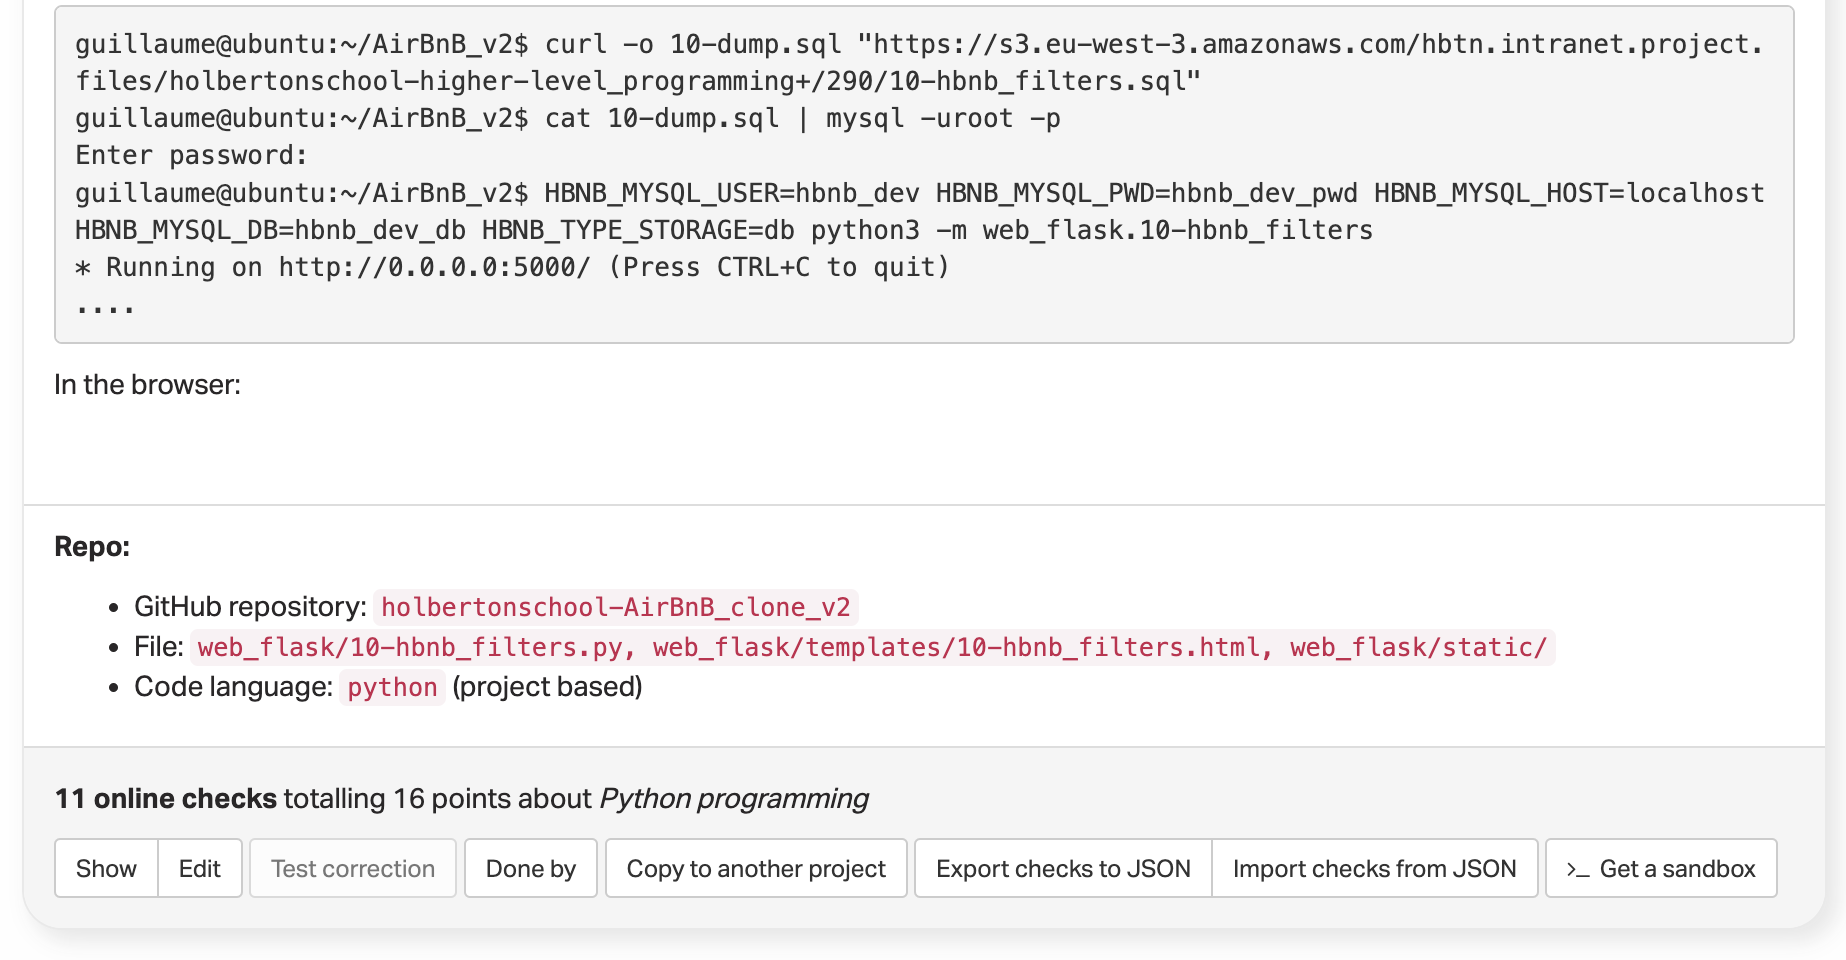 guillaume@ubuntu:~/AirBnB_v2$ curl -o 10-dump.sql "https://s3.eu-west-3.amazonaws.com/hbtn.intranet.project.
files/holbertonschool-higher-level_programming+/290/10-hbnb_filters.sql"
guillaume@ubuntu:~/AirBnB_v2$ cat 10-dump.sql | mysql -uroot -p
Enter password:
guillaume@ubuntu:~/AirBnB_v2$ HBNB_MYSQL_USER=hbnb_dev HBNB_MYSQL_PWD=hbnb_dev_pwd HBNB_MYSQL_HOST=localhost
HBNB_MYSQL_DB=hbnb_dev_db HBNB_TYPE_STORAGE=db python3 -m web_flask.10-hbnb_filters
* Running on http://0.0.0.0:5000/ (Press CTRL+C to quit)
....
In the browser:
Repo:
• GitHub repository: holbertonschool-AirBnB_clone_v2
• File: web_flask/10-hbnb_filters.py, web_flask/templates/10-hbnb_filters.html, web_flask/static/
• Code language: python (project based)
11 online checks totalling 16 points about Python programming
Show Edit Test correction Done by Copy to another project Export checks to JSON Import checks from JSON >_ Get a sandbox